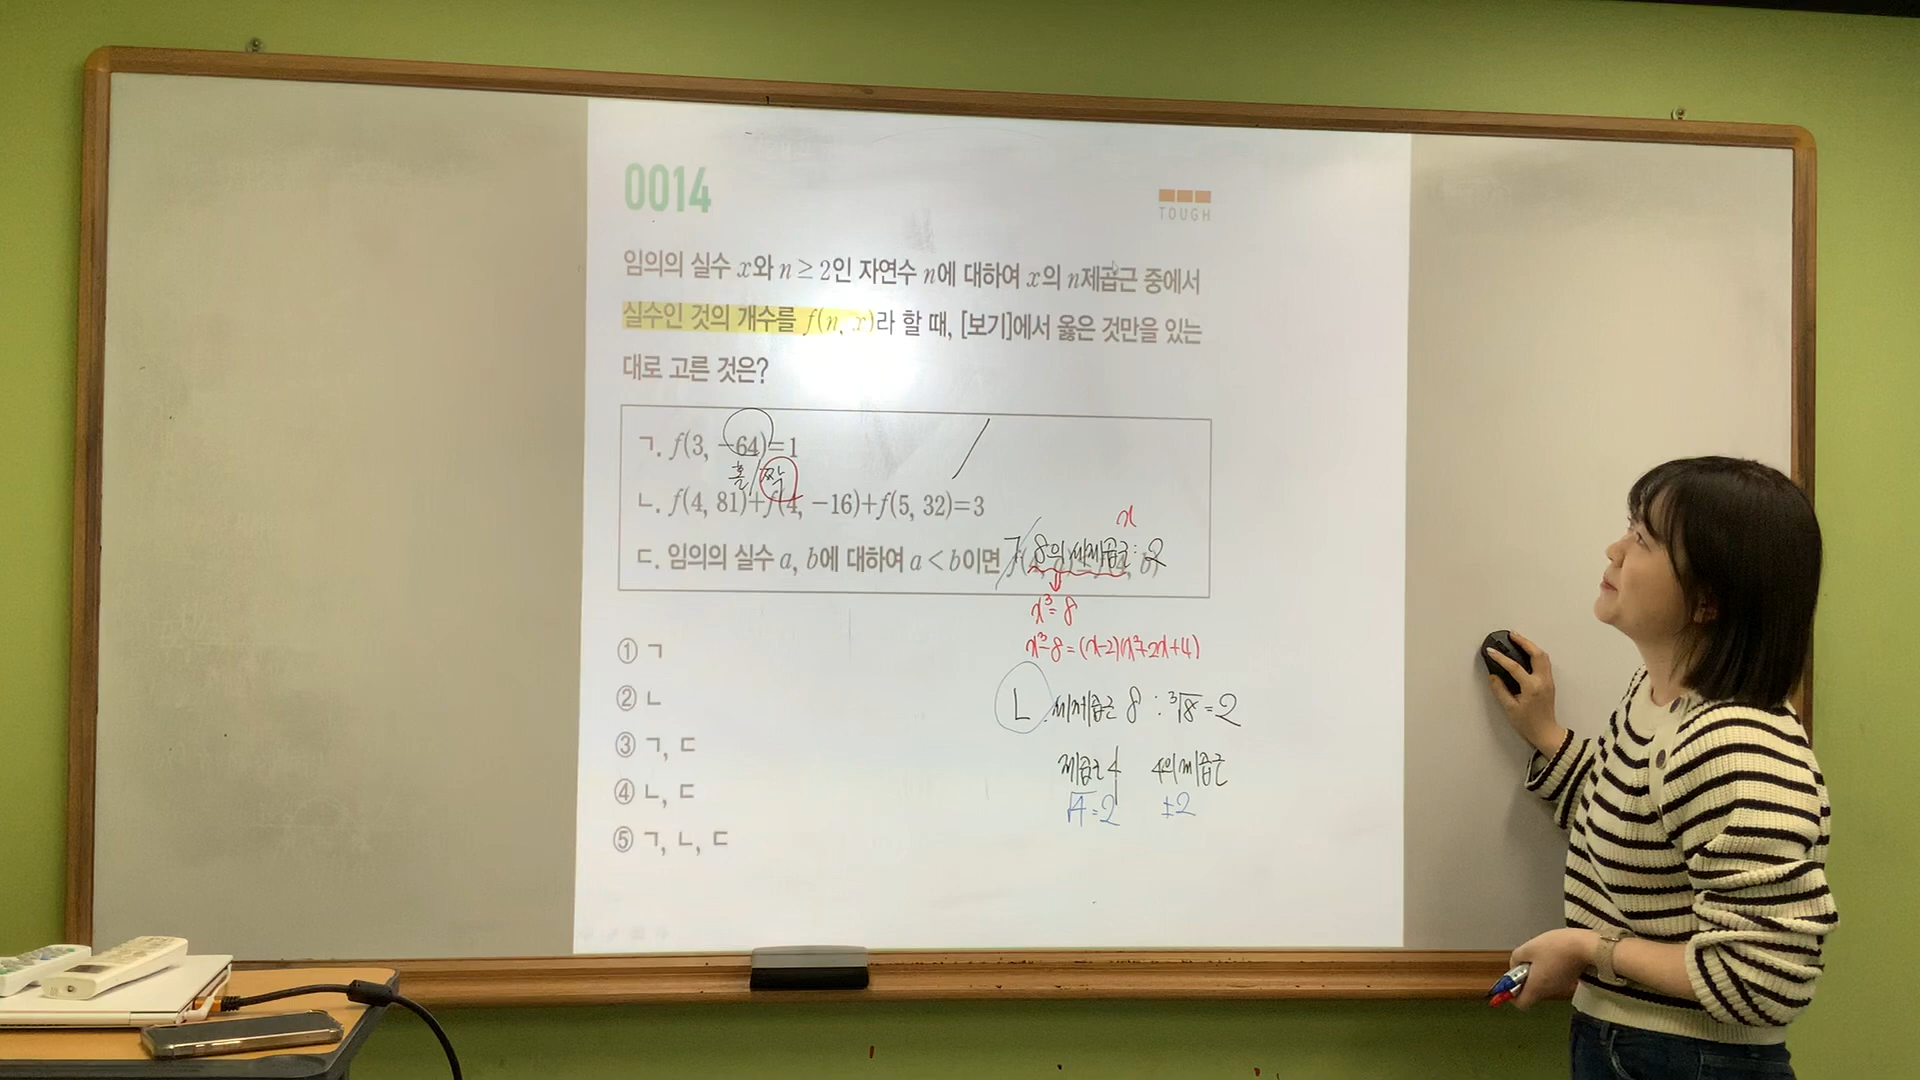 0014
TOUGH
임의의 실수 x와 n ≥ 2인 자연수 n에 대하여 x의 n제곱근 중에서
실수인 것의 개수를 f(n, x)라 할 때, [보기]에서 옳은 것만을 있는
대로 고른 것은?
ㄱ. f(3, −64)=1
홀/짝
ㄴ. f(4, 81)+f(4, −16)+f(5, 32)=3
x
ㄷ. 임의의 실수 a, b에 대하여 a < b이면
ㄱ. 8의 세제곱근 : 2
x³=8
x³-8=(x-2)(x²+2x+4)
① ㄱ
② ㄴ
ㄴ. 세제곱근 8 : ³√8=2
③ ㄱ, ㄷ
제곱근 4 4의 제곱근
④ ㄴ, ㄷ
√4=2 ±2
⑤ ㄱ, ㄴ, ㄷ